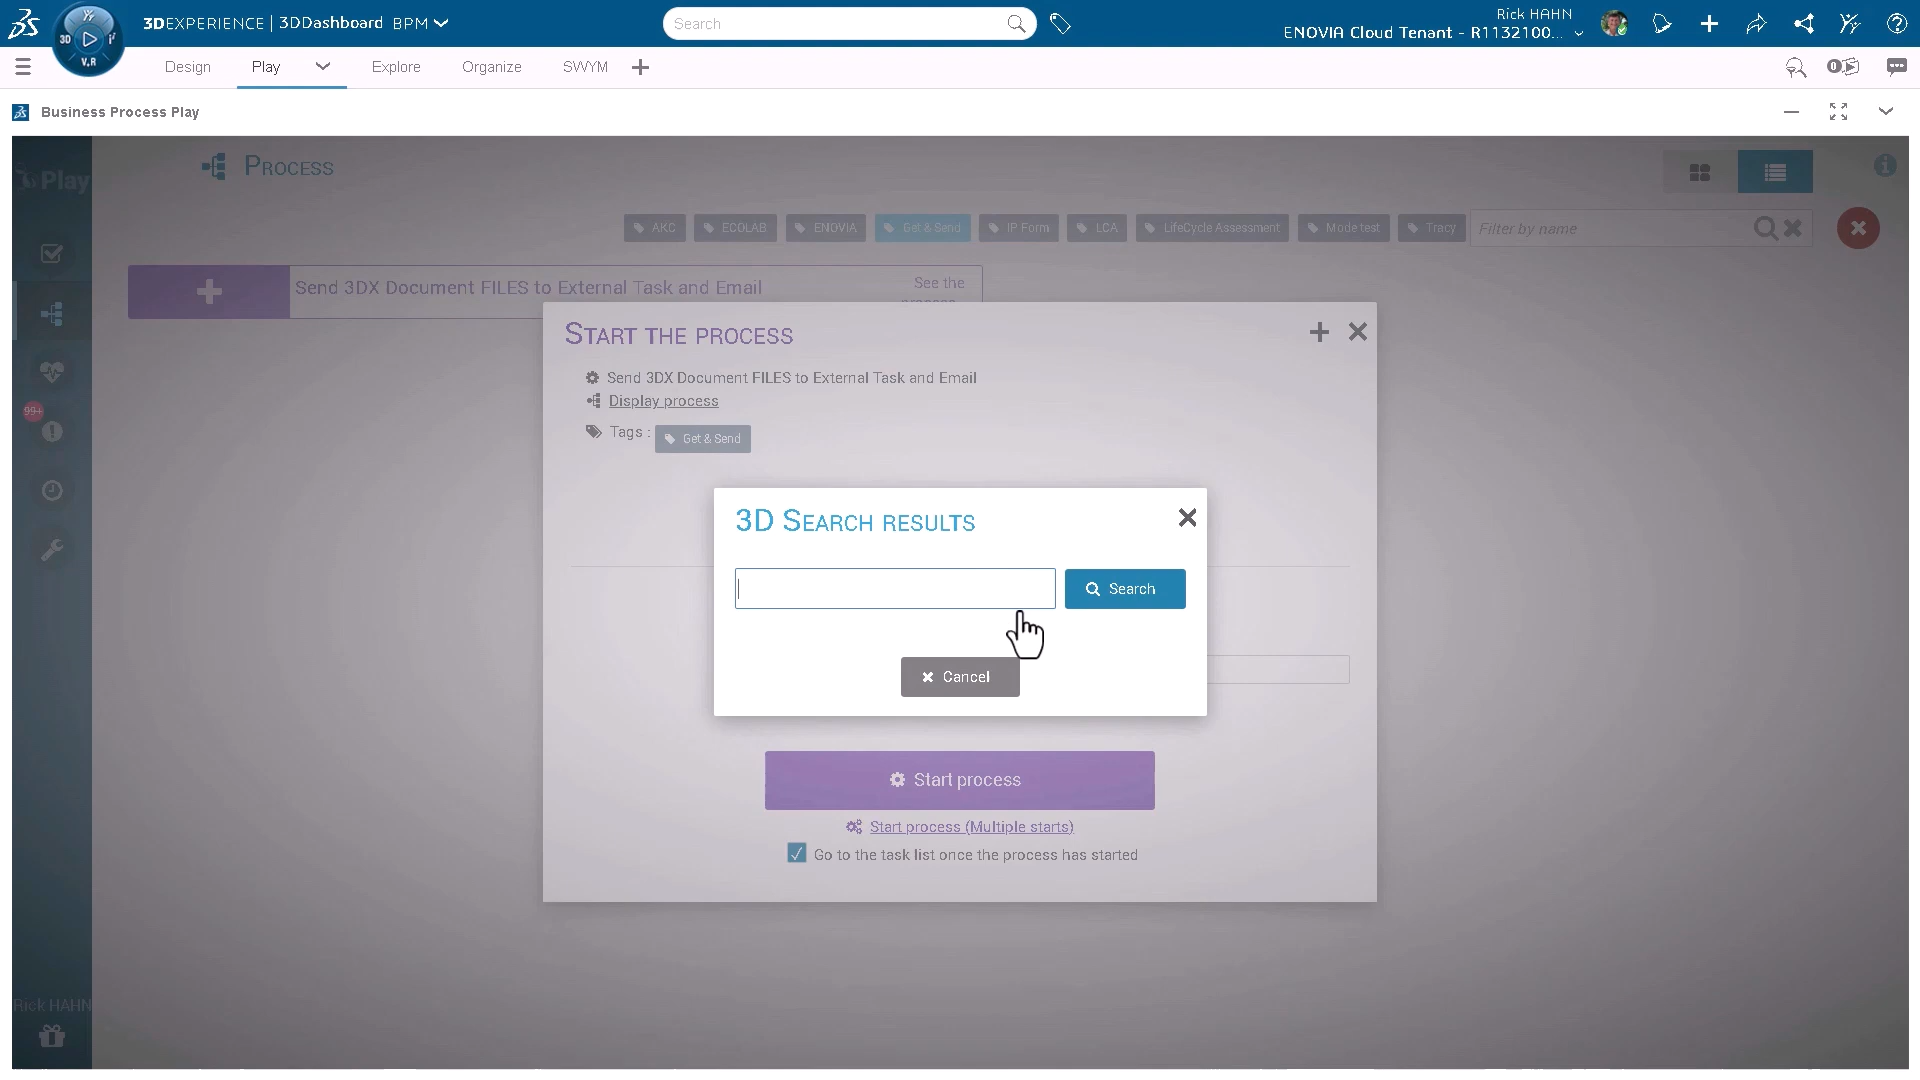 3DEXPERIENCE | 3DDashboard BPM
Search
Rick HAHN
ENOVIA Cloud Tenant - R1132100...
3D
V.R
Design
Play
Explore
Organize
SWYM
0
Business Process Play
Play
PROCESS
AKC
ECOLAB
ENOVIA
Get & Send
IP Form
LCA
LifeCycle Assessment
Mode test
Tracy
Filter by name
Send 3DX Document FILES to External Task and Email
See the
START THE PROCESS
Send 3DX Document FILES to External Task and Email
Display process
Tags :
Get & Send
99+
3D SEARCH RESULTS
Search
Cancel
Start process
Start process (Multiple starts)
Go to the task list once the process has started
Rick HAHN